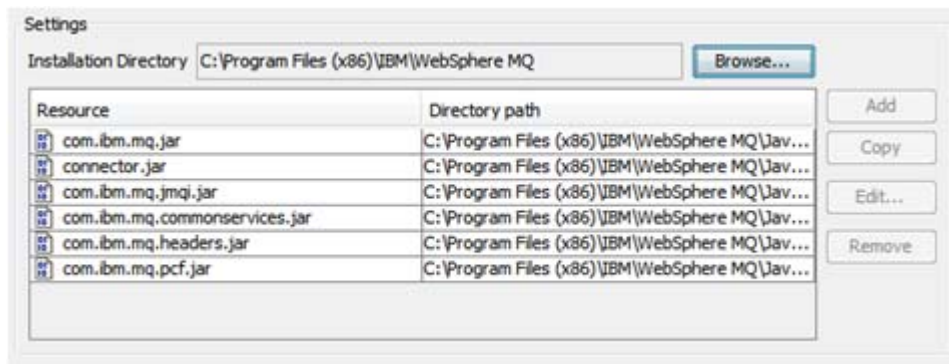 Settings
Installation Directory C:\Program Files (x86)\IBM\WebSphere MQ Browse...
Resource Directory path Add
com.ibm.mq.jar C:\Program Files (x86)\IBM\WebSphere MQ\Jav...
connector.jar C:\Program Files (x86)\IBM\WebSphere MQ\Jav... Copy
com.ibm.mq.jmqi.jar C:\Program Files (x86)\IBM\WebSphere MQ\Jav... Edit...
com.ibm.mq.commonservices.jar C:\Program Files (x86)\IBM\WebSphere MQ\Jav...
com.ibm.mq.headers.jar C:\Program Files (x86)\IBM\WebSphere MQ\Jav... Remove
com.ibm.mq.pcf.jar C:\Program Files (x86)\IBM\WebSphere MQ\Jav...